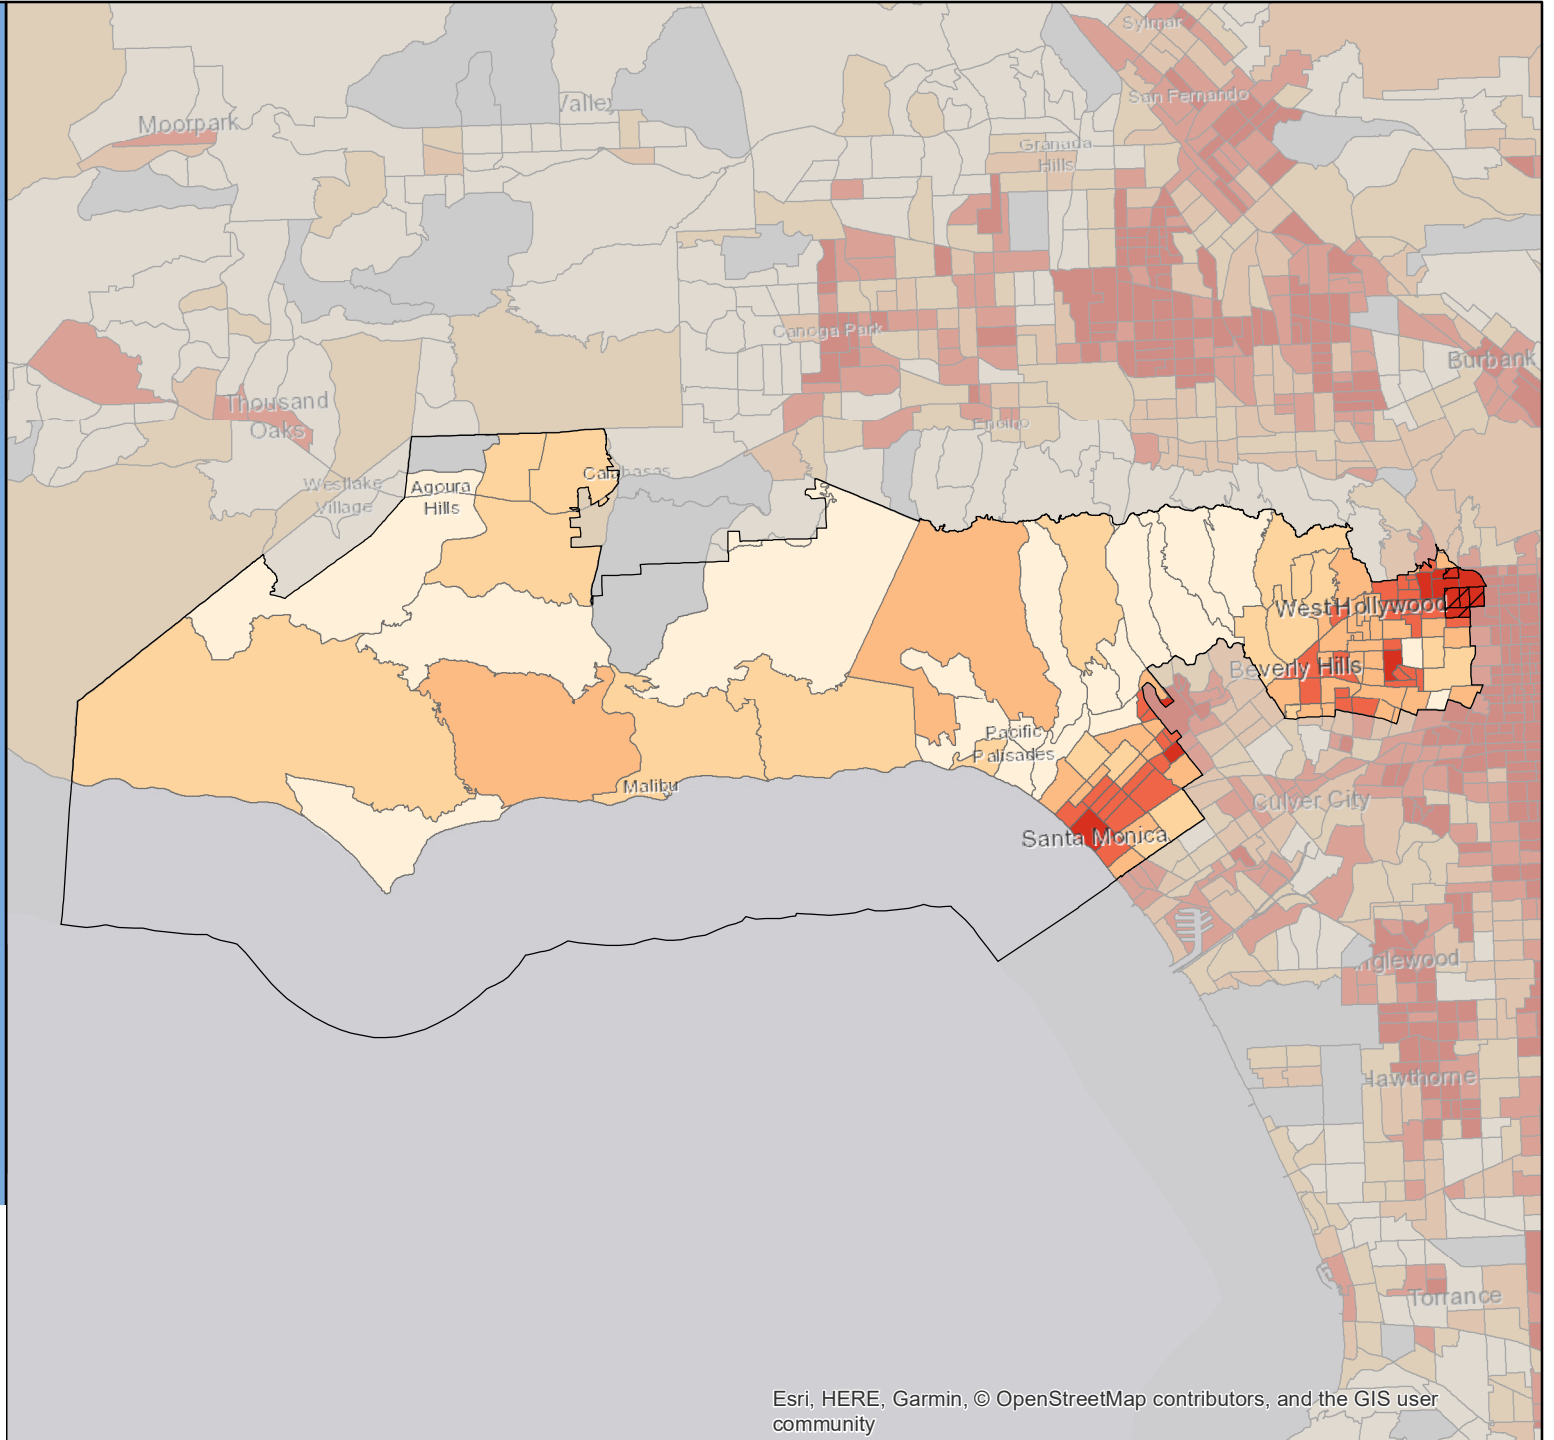 Sylmar
San Fernando
Valley
Moorpark
Granada
Hills
Canoga Park
Burbank
Thousand
Oaks
Encino
Calabasas
Westlake
Village
Agoura
Hills
West Hollywood
Beverly Hills
Pacific
Palisades
Malibu
Culver City
Santa Monica
Inglewood
Hawthorne
Torrance
Esri, HERE, Garmin, © OpenStreetMap contributors, and the GIS user
community